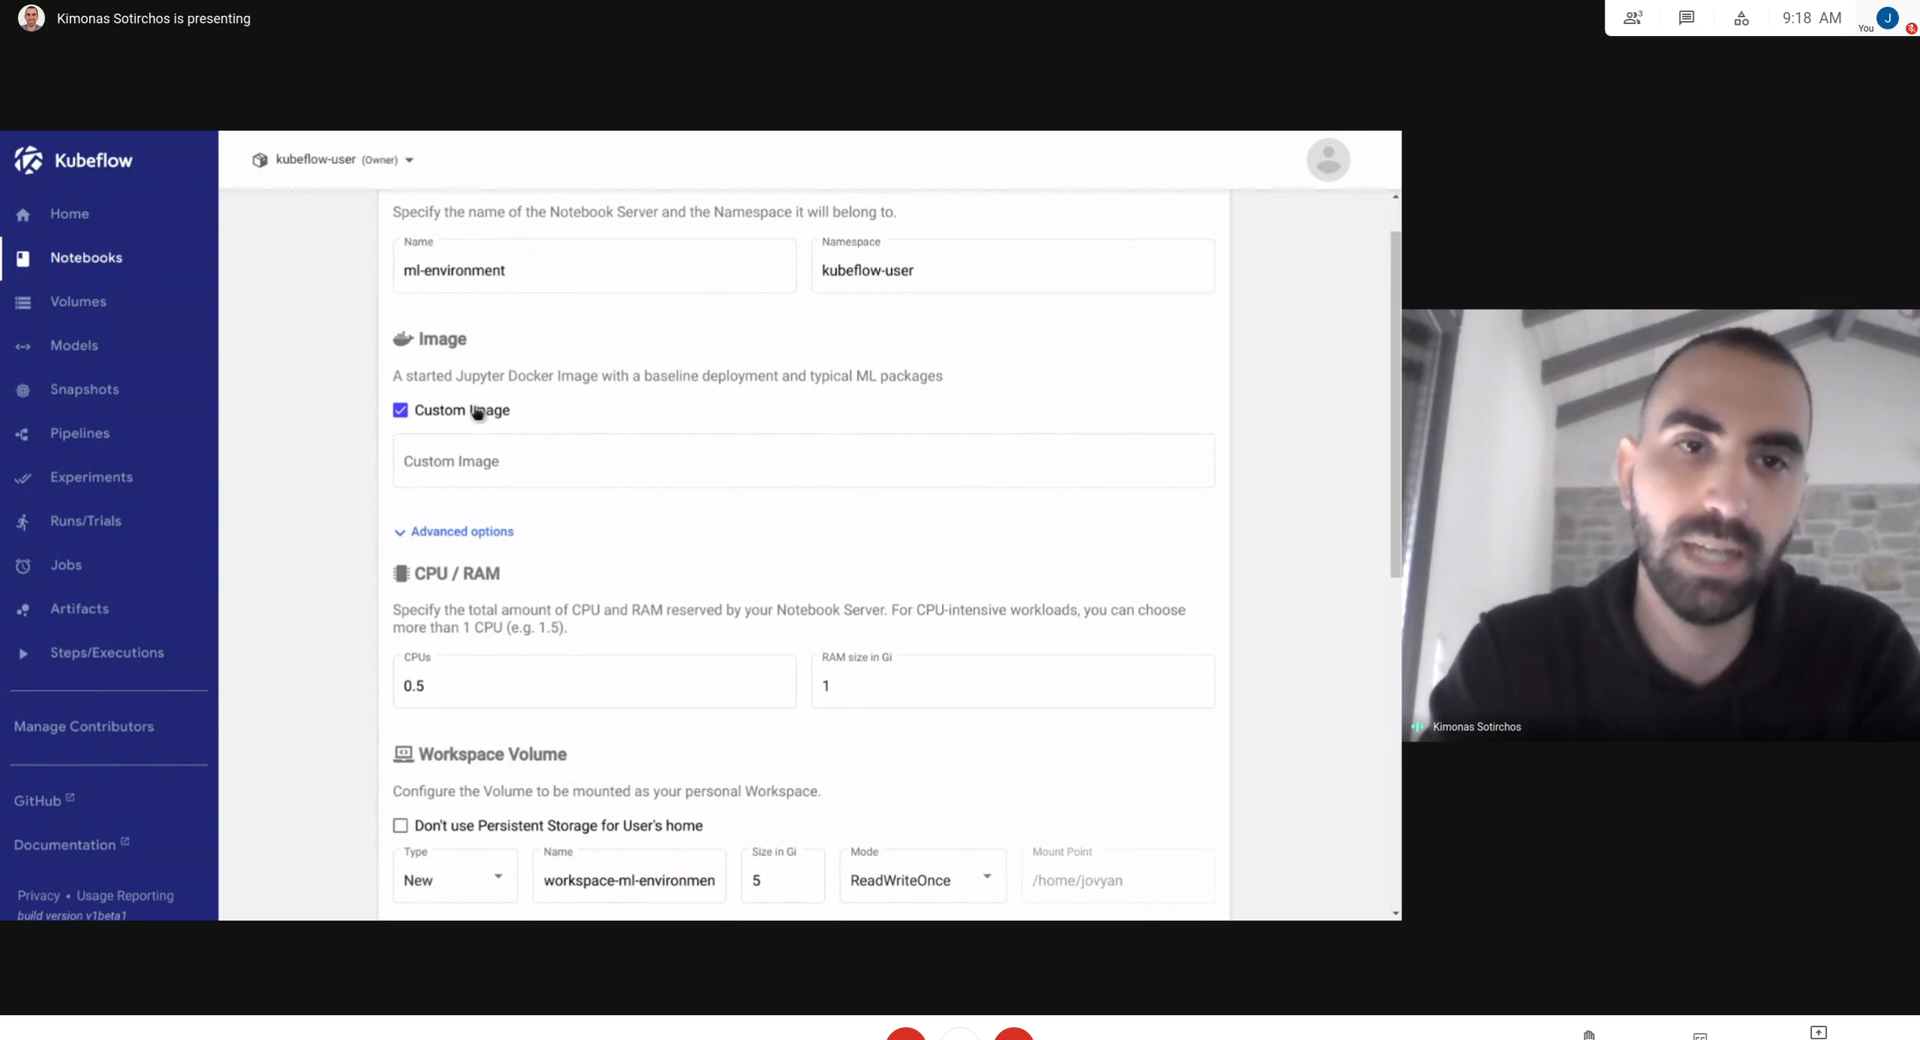 Kimonas Sotirchos is presenting
3
9:18 AM
You
J
Kubeflow
kubeflow-user (Owner)
Home
Notebooks
Volumes
Models
Snapshots
Pipelines
Experiments
Runs/Trials
Jobs
Artifacts
Steps/Executions
Manage Contributors
GitHub
Documentation
Privacy • Usage Reporting
build version v1beta1
Specify the name of the Notebook Server and the Namespace it will belong to.
Name
ml-environment
Namespace
kubeflow-user
Image
A started Jupyter Docker Image with a baseline deployment and typical ML packages
Custom Image
Custom Image
Advanced options
CPU / RAM
Specify the total amount of CPU and RAM reserved by your Notebook Server. For CPU-intensive workloads, you can choose
more than 1 CPU (e.g. 1.5).
CPUs
0.5
RAM size in Gi
1
Workspace Volume
Configure the Volume to be mounted as your personal Workspace.
Don't use Persistent Storage for User's home
Type
New
Name
workspace-ml-environmen
Size in Gi
5
Mode
ReadWriteOnce
Mount Point
/home/jovyan
Kimonas Sotirchos